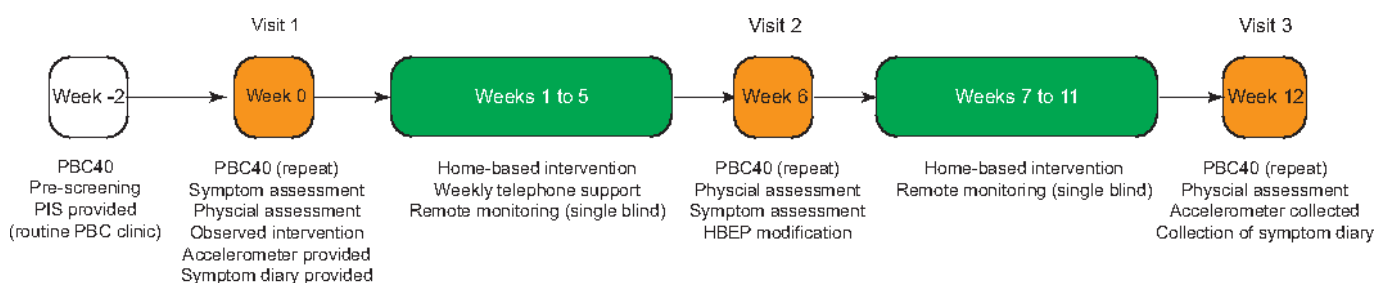 Visit 1
Visit 2
Visit 3
Week -2
Week 0
Weeks 1 to 5
Week 6
Weeks 7 to 11
Week 12
PBC40
Pre-screening
PIS provided
(routine PBC clinic)
PBC40 (repeat)
Symptom assessment
Physcial assessment
Observed intervention
Accelerometer provided
Symptom diary provided
Home-based intervention
Weekly telephone support
Remote monitoring (single blind)
PBC40 (repeat)
Physcial assessment
Symptom assessment
HBEP modification
Home-based intervention
Remote monitoring (single blind)
PBC40 (repeat)
Physcial assessment
Accelerometer collected
Collection of symptom diary